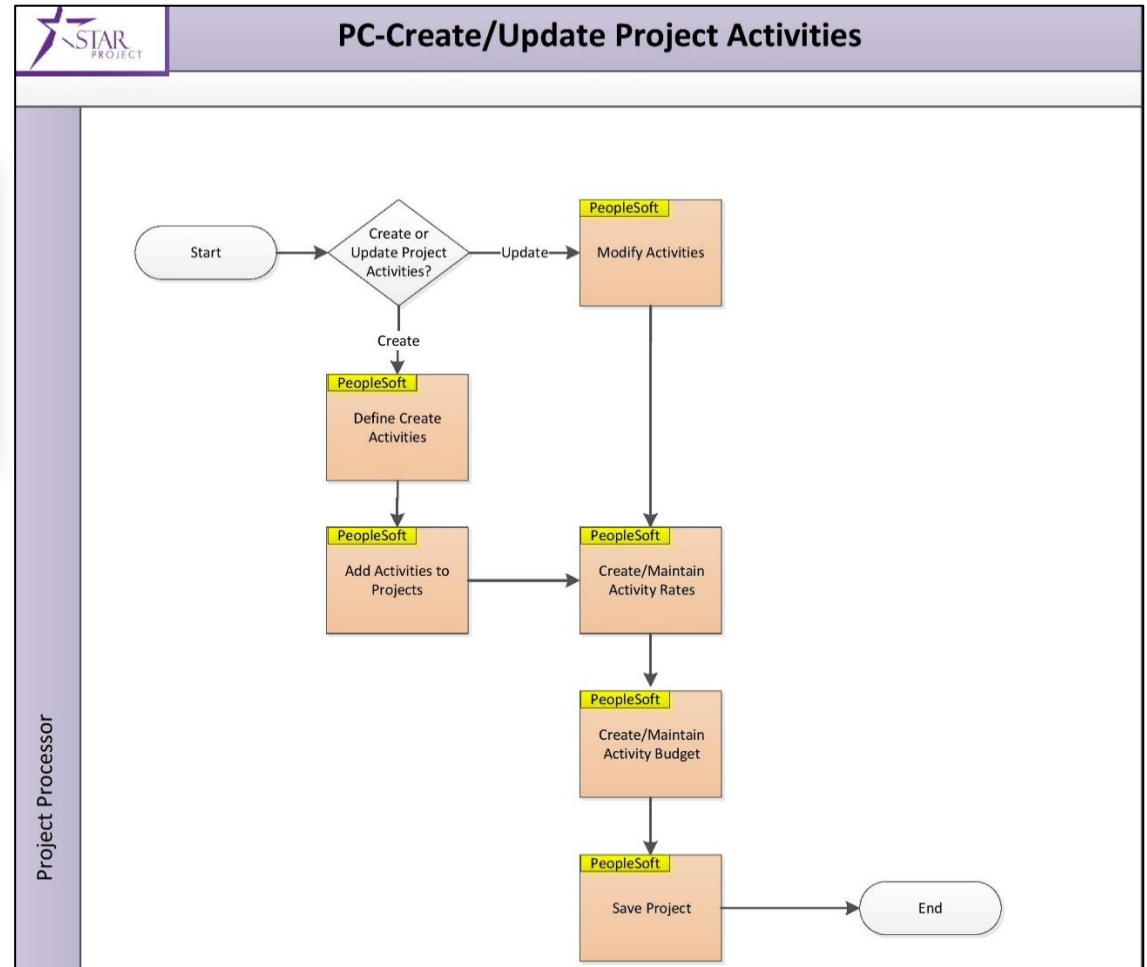 STAR
PROJECT
PC-Create/Update Project Activities
Project Processor
Start
Create or
Update Project
Activities?
Update
PeopleSoft
Modify Activities
Create
PeopleSoft
Define Create
Activities
PeopleSoft
Add Activities to
Projects
PeopleSoft
Create/Maintain
Activity Rates
PeopleSoft
Create/Maintain
Activity Budget
PeopleSoft
Save Project
End